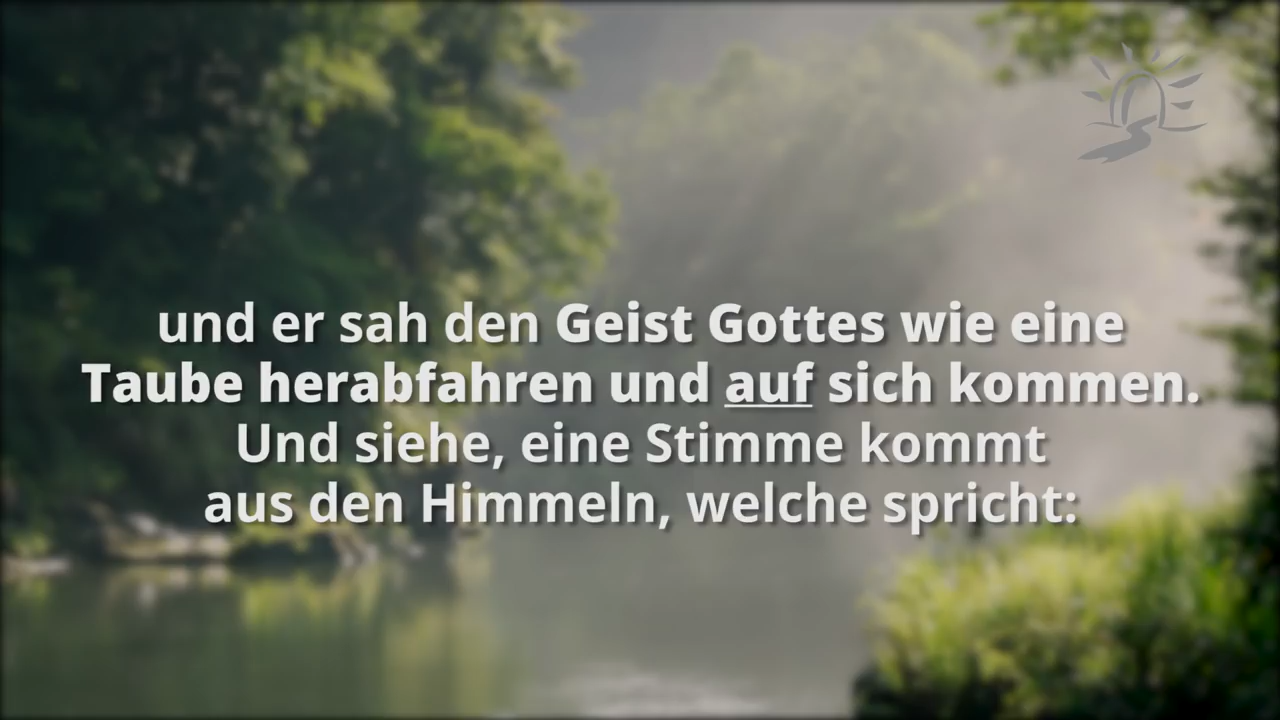 und er sah den Geist Gottes wie eine
Taube herabfahren und auf sich kommen.
Und siehe, eine Stimme kommt
aus den Himmeln, welche spricht: